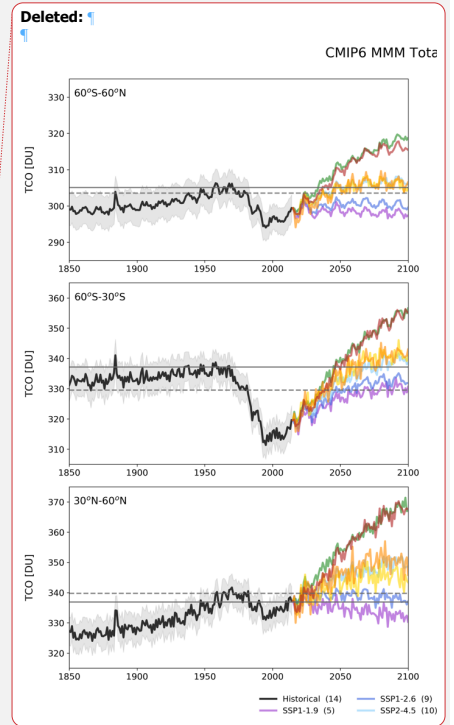 Deleted: ¶
¶
CMIP6 MMM Tota
60°S-60°N
TCO [DU]
330
320
310
300
290
1850 1900 1950 2000 2050 2100
60°S-30°S
TCO [DU]
360
350
340
330
320
310
1850 1900 1950 2000 2050 2100
30°N-60°N
TCO [DU]
370
360
350
340
330
320
1850 1900 1950 2000 2050 2100
Historical (14) SSP1-2.6 (9)
SSP1-1.9 (5) SSP2-4.5 (10)